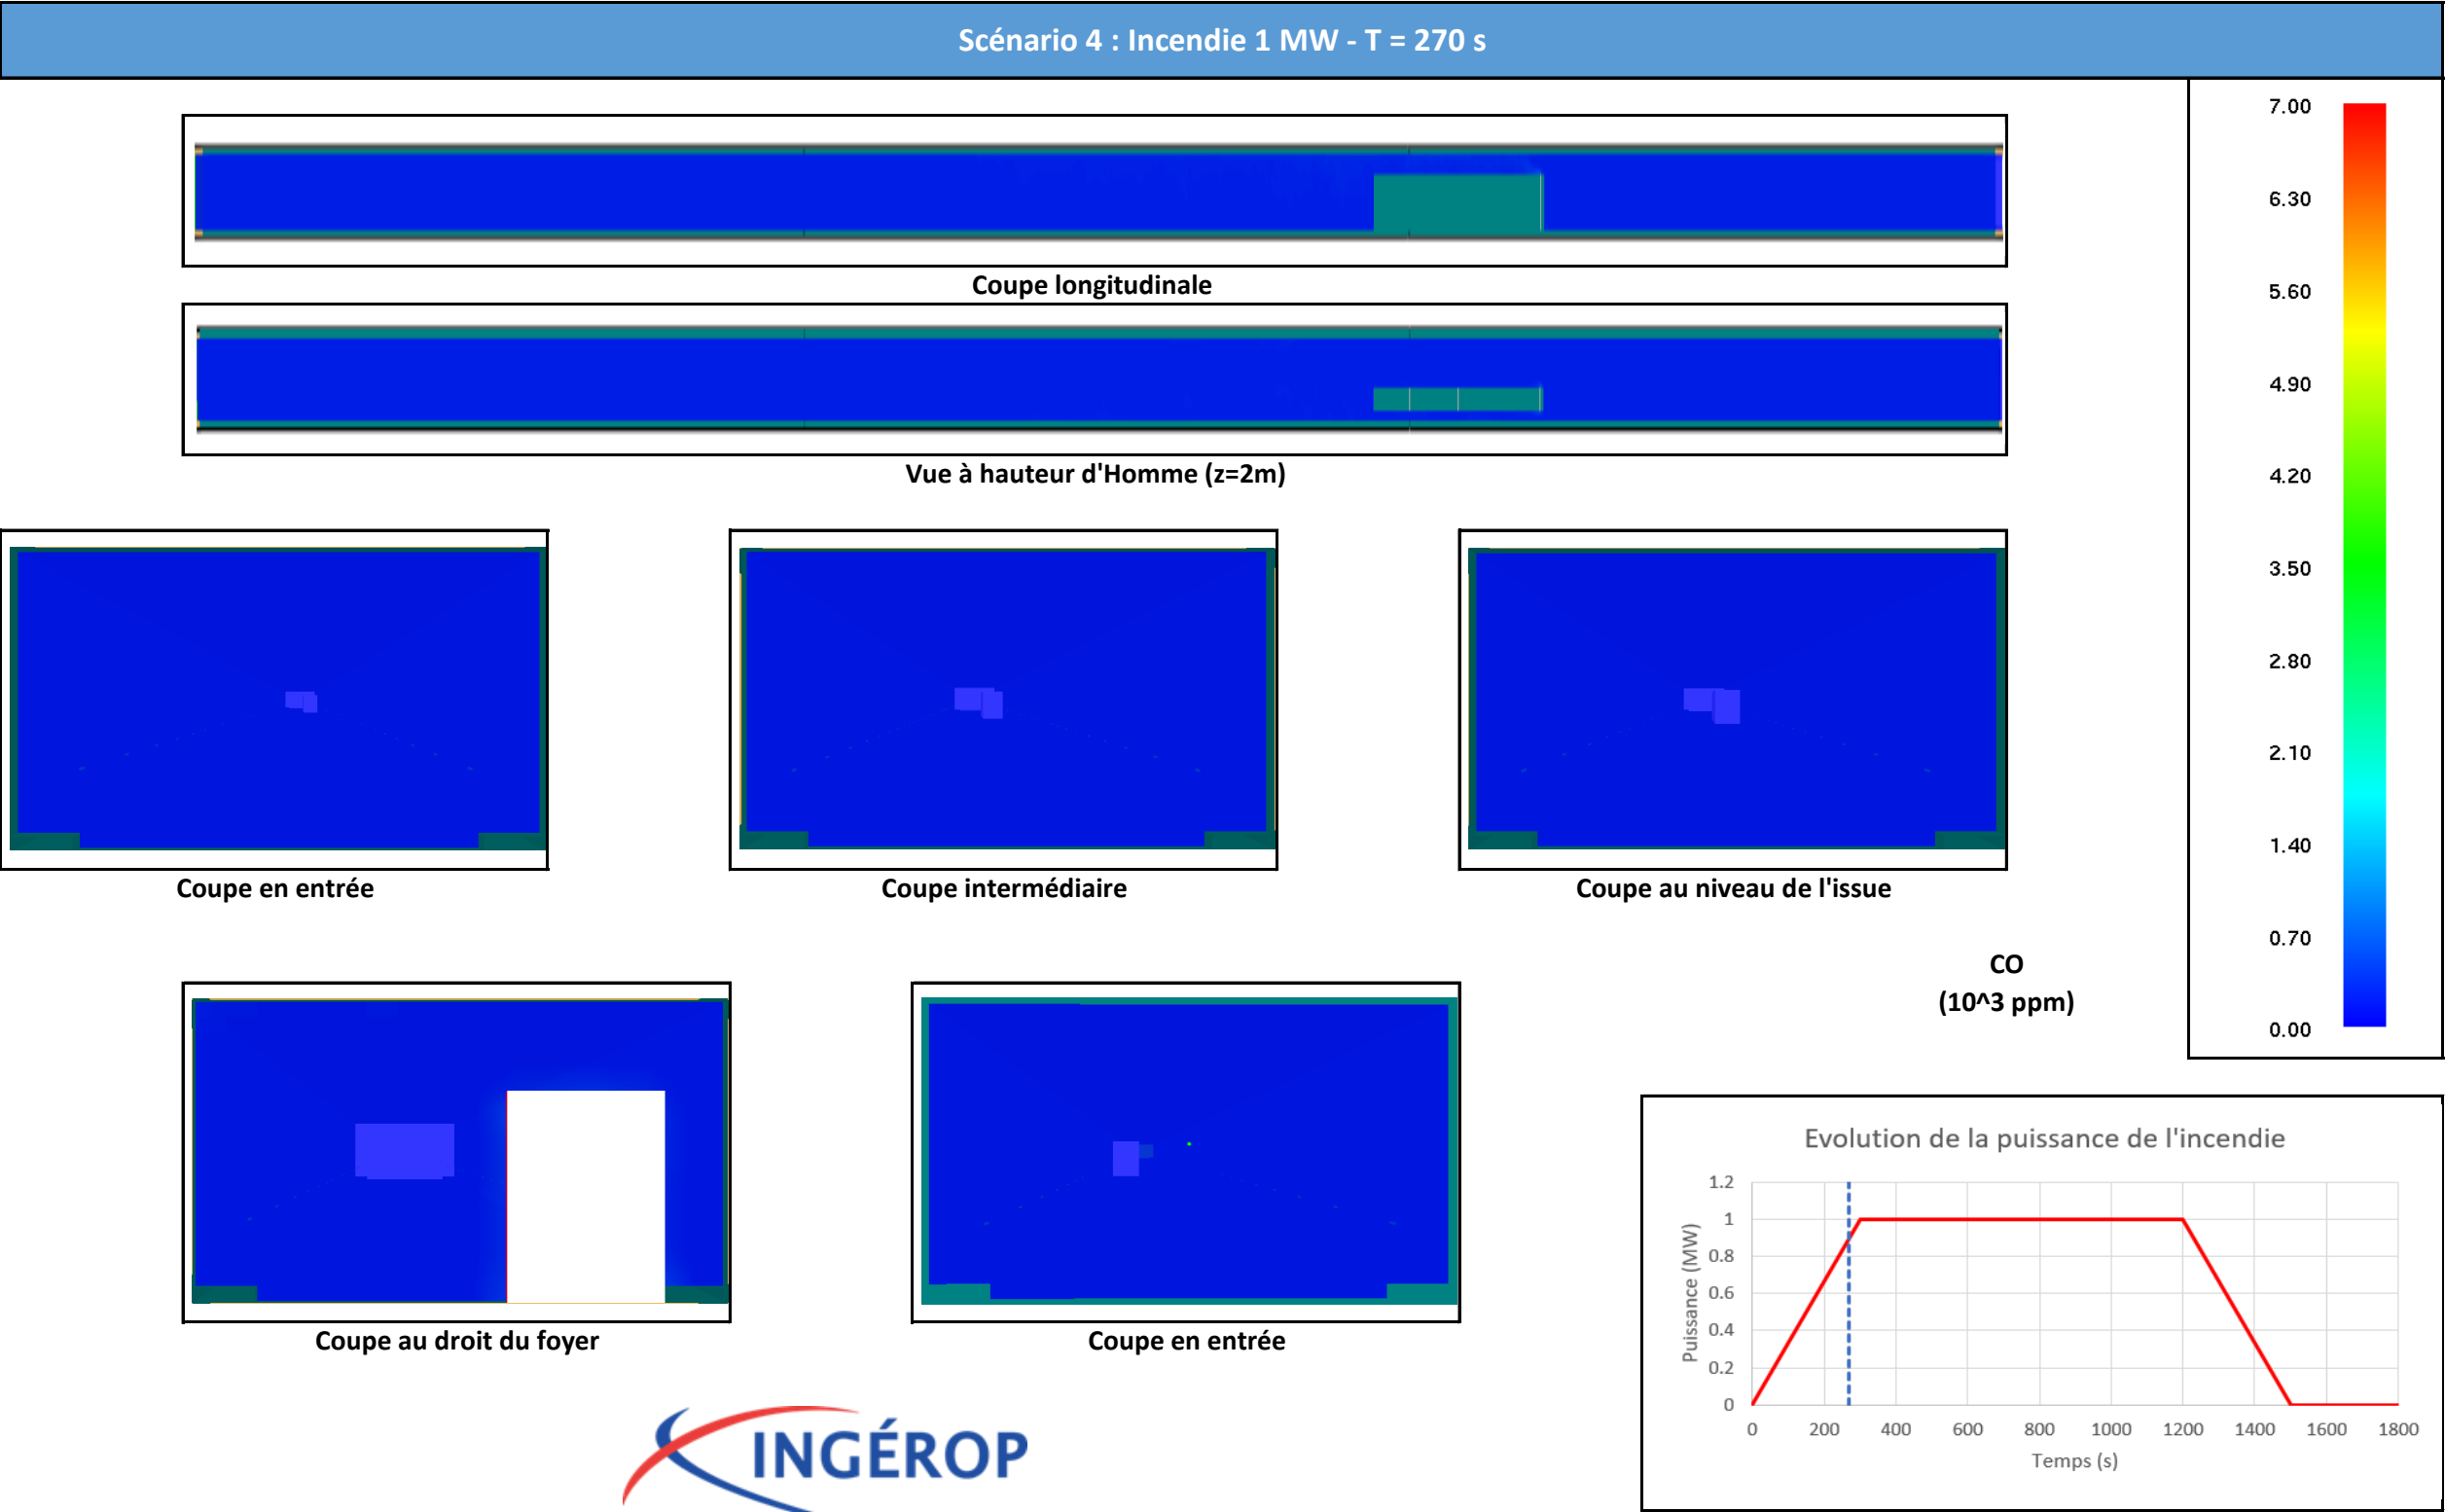 Scénario 4 : Incendie 1 MW - T = 270 s
Coupe longitudinale
Vue à hauteur d'Homme (z=2m)
Coupe en entrée
Coupe intermédiaire
Coupe au niveau de l'issue
Coupe au droit du foyer
Coupe en entrée
CO
(10^3 ppm)
7.00
6.30
5.60
4.90
4.20
3.50
2.80
2.10
1.40
0.70
0.00
Evolution de la puissance de l'incendie
Puissance (MW)
1.2
1
0.8
0.6
0.4
0.2
0
0 200 400 600 800 1000 1200 1400 1600 1800
Temps (s)
INGÉROP